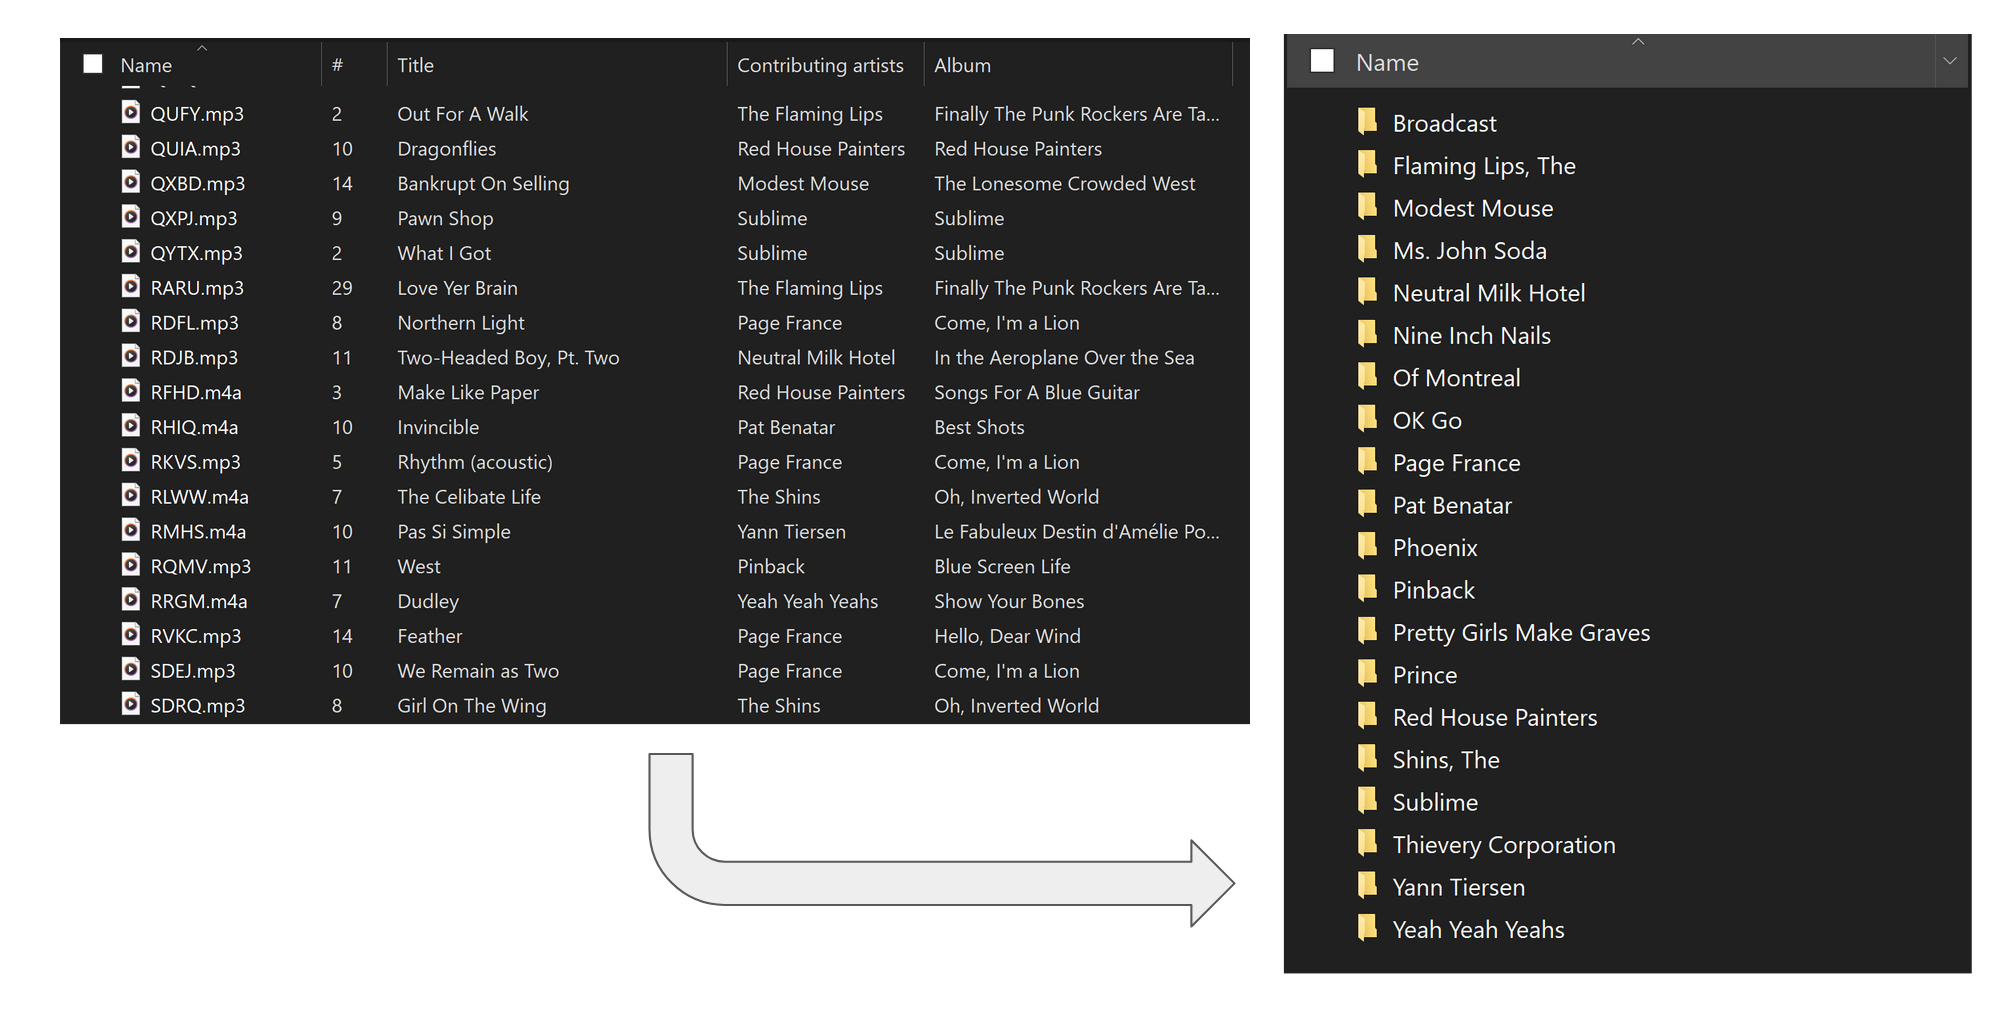 Name # Title Contributing artists Album
QUFY.mp3 2 Out For A Walk The Flaming Lips Finally The Punk Rockers Are Ta...
QUIA.mp3 10 Dragonflies Red House Painters Red House Painters
QXBD.mp3 14 Bankrupt On Selling Modest Mouse The Lonesome Crowded West
QXPJ.mp3 9 Pawn Shop Sublime Sublime
QYTX.mp3 2 What I Got Sublime Sublime
RARU.mp3 29 Love Yer Brain The Flaming Lips Finally The Punk Rockers Are Ta...
RDFL.mp3 8 Northern Light Page France Come, I'm a Lion
RDJB.mp3 11 Two-Headed Boy, Pt. Two Neutral Milk Hotel In the Aeroplane Over the Sea
RFHD.m4a 3 Make Like Paper Red House Painters Songs For A Blue Guitar
RHIQ.m4a 10 Invincible Pat Benatar Best Shots
RKVS.mp3 5 Rhythm (acoustic) Page France Come, I'm a Lion
RLWW.m4a 7 The Celibate Life The Shins Oh, Inverted World
RMHS.m4a 10 Pas Si Simple Yann Tiersen Le Fabuleux Destin d'Amélie Po...
RQMV.mp3 11 West Pinback Blue Screen Life
RRGM.m4a 7 Dudley Yeah Yeah Yeahs Show Your Bones
RVKC.mp3 14 Feather Page France Hello, Dear Wind
SDEJ.mp3 10 We Remain as Two Page France Come, I'm a Lion
SDRQ.mp3 8 Girl On The Wing The Shins Oh, Inverted World
Name
Broadcast
Flaming Lips, The
Modest Mouse
Ms. John Soda
Neutral Milk Hotel
Nine Inch Nails
Of Montreal
OK Go
Page France
Pat Benatar
Phoenix
Pinback
Pretty Girls Make Graves
Prince
Red House Painters
Shins, The
Sublime
Thievery Corporation
Yann Tiersen
Yeah Yeah Yeahs